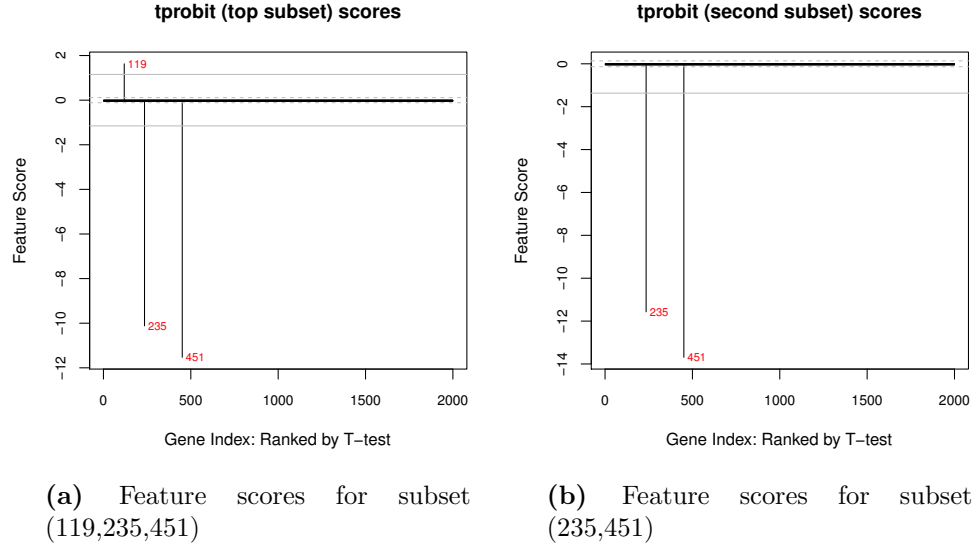 tprobit (top subset) scores
2
0
−2
−4
−6
−8
−10
−12
Feature Score
119
235
451
0 500 1000 1500 2000
Gene Index: Ranked by T−test
(a) Feature scores for subset
(119,235,451)
tprobit (second subset) scores
0
−2
−4
−6
−8
−10
−12
−14
Feature Score
235
451
0 500 1000 1500 2000
Gene Index: Ranked by T−test
(b) Feature scores for subset
(235,451)